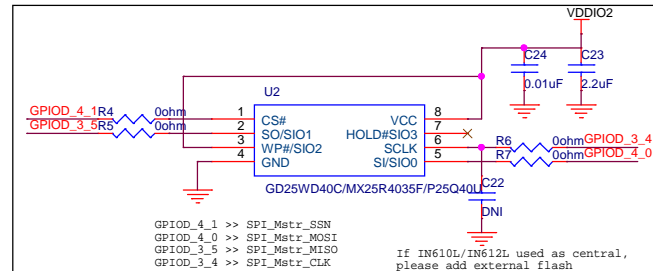 VDDIO2
C24
C23
0.01uF
2.2uF
U2
GPIOD_4_1 R4 0ohm
GPIOD_3_5 R5 0ohm
1 CS# VCC 8
2 SO/SIO1 HOLD#SIO3 7
3 WP#/SIO2 SCLK 6
4 GND SI/SIO0 5
R6 0ohm GPIOD_3_4
R7 0ohm GPIOD_4_0
GD25WD40C/MX25R4035F/P25Q40U
C22
DNI
GPIOD_4_1 >> SPI_Mstr_SSN
GPIOD_4_0 >> SPI_Mstr_MOSI
GPIOD_3_5 >> SPI_Mstr_MISO
GPIOD_3_4 >> SPI_Mstr_CLK
If IN610L/IN612L used as central,
please add external flash